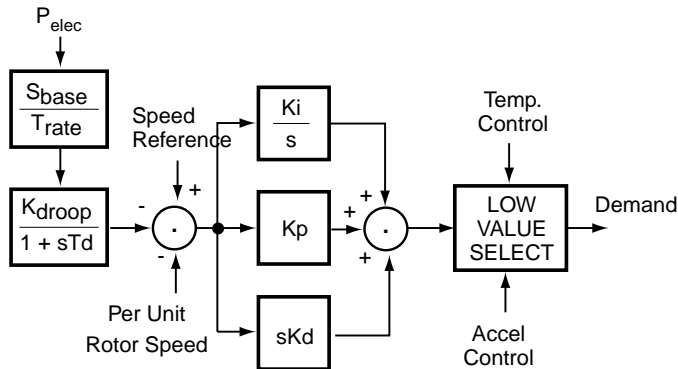 P_elec
S_base
T_rate
Speed
Reference
Ki
s
Temp.
Control
K_droop
1 + sTd
-
+
.
-
Kp
+
+
+
.
LOW
VALUE
SELECT
Demand
Per Unit
Rotor Speed
sKd
Accel
Control